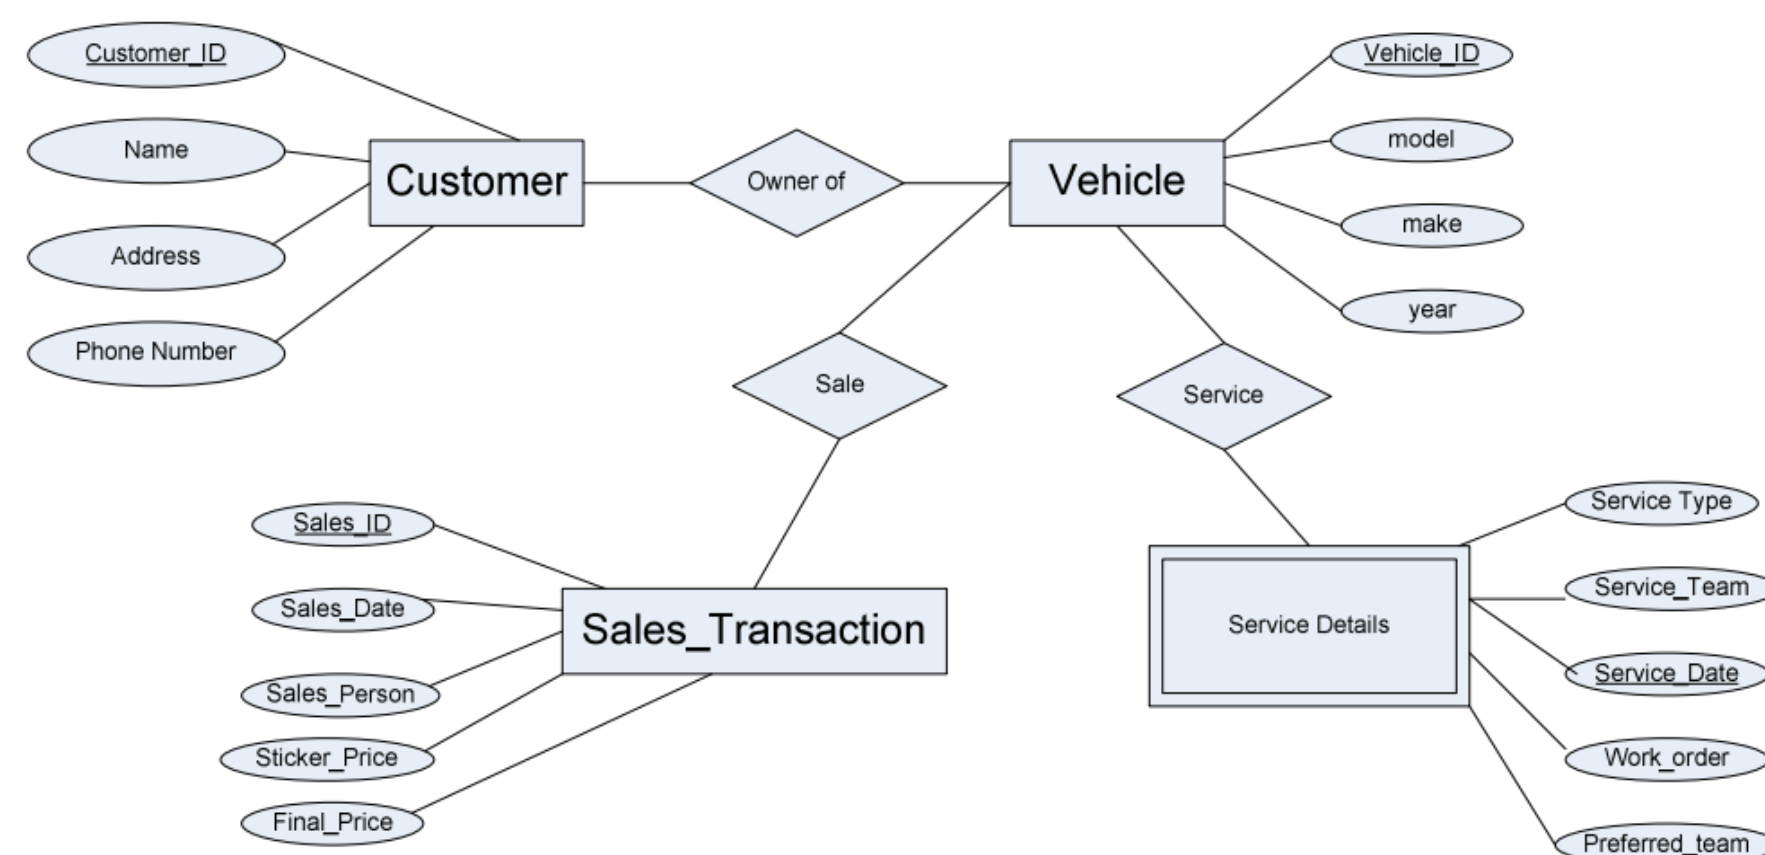 Customer_ID
Name
Address
Phone Number
Customer
Owner of
Vehicle
Vehicle_ID
model
make
year
Sale
Service
Sales_ID
Sales_Date
Sales_Person
Sticker_Price
Final_Price
Sales_Transaction
Service Details
Service Type
Service_Team
Service_Date
Work_order
Preferred_team